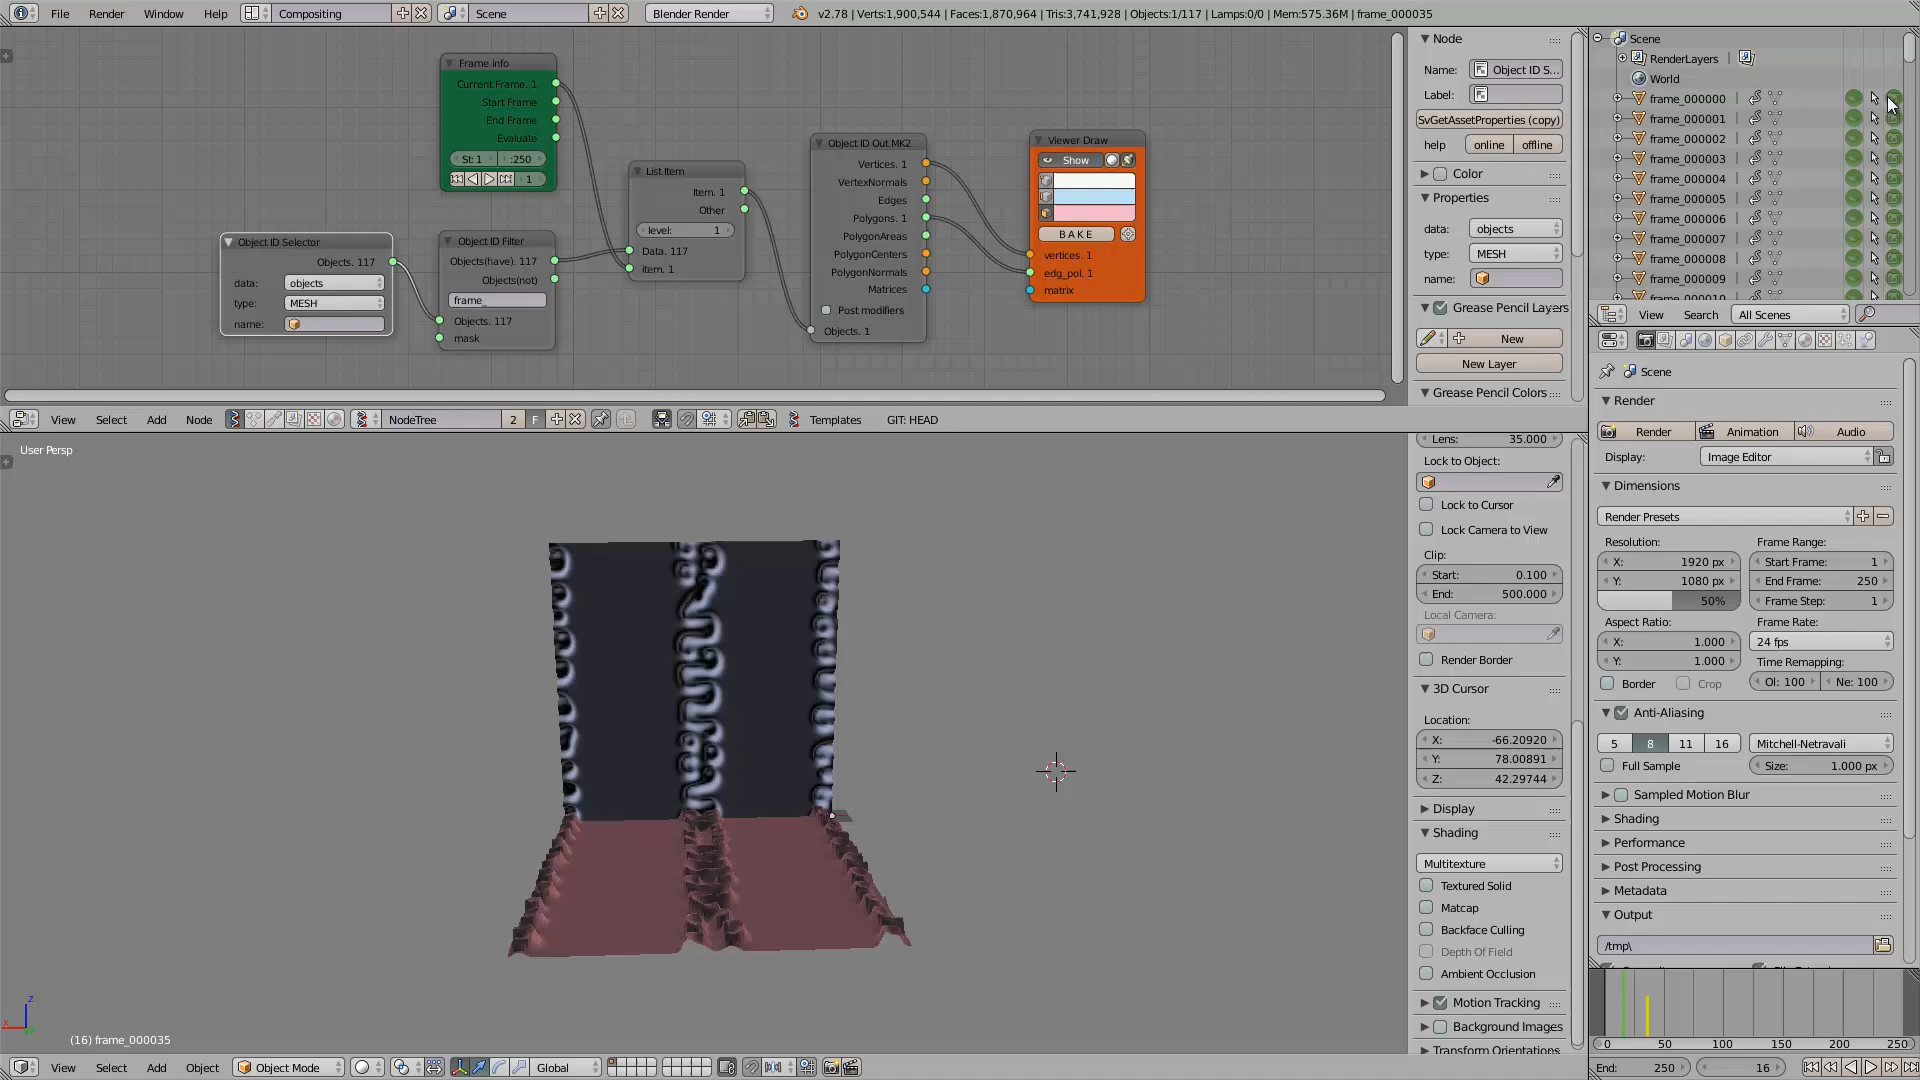 File Render Window Help Compositing Scene Blender Render v2.78 | Verts:1,900,544 | Faces:1,870,964 | Tris:3,741,928 | Objects:1/117 | Lamps:0/0 | Mem:575.36M | frame_000035
Frame info
Current Frame. 1
Start Frame
End Frame
Evaluate
St: 1 :250
1
Object ID Selector
Objects. 117
data: objects
type: MESH
name:
Object ID Filter
Objects(have). 117
Objects(not)
frame_
Objects. 117
mask
List Item
Item. 1
Other
level: 1
Data. 117
item. 1
Object ID Out MK2
Vertices. 1
VertexNormals
Edges
Polygons. 1
PolygonAreas
PolygonCenters
PolygonNormals
Matrices
Post modifiers
Objects. 1
Viewer Draw
Show
B A K E
vertices. 1
edg_pol. 1
matrix
Node
Name: Object ID S...
Label:
SvGetAssetProperties (copy)
help online offline
Color
Properties
data: objects
type: MESH
name:
Grease Pencil Layers
New
New Layer
Grease Pencil Colors
View Select Add Node NodeTree 2 F Templates GIT: HEAD
User Persp
(16) frame_000035
Lens: 35.000
Lock to Object:
Lock to Cursor
Lock Camera to View
Clip:
Start: 0.100
End: 500.000
Local Camera:
Render Border
3D Cursor
Location:
X: -66.20920
Y: 78.00891
Z: 42.29744
Display
Shading
Multitexture
Textured Solid
Matcap
Backface Culling
Depth Of Field
Ambient Occlusion
Motion Tracking
Background Images
Transform Orientations
View Select Add Object Object Mode Global
Scene
RenderLayers
World
frame_000000
frame_000001
frame_000002
frame_000003
frame_000004
frame_000005
frame_000006
frame_000007
frame_000008
frame_000009
frame_000010
View Search All Scenes
Scene
Render
Render Animation Audio
Display: Image Editor
Dimensions
Render Presets
Resolution: Frame Range:
X: 1920 px Start Frame: 1
Y: 1080 px End Frame: 250
50% Frame Step: 1
Aspect Ratio: Frame Rate:
X: 1.000 24 fps
Y: 1.000 Time Remapping:
Border Crop Ol: 100 Ne: 100
Anti-Aliasing
5 8 11 16 Mitchell-Netravali
Full Sample Size: 1.000 px
Sampled Motion Blur
Shading
Performance
Post Processing
Metadata
Output
/tmp\
0 50 100 150 200 250
End: 250 16